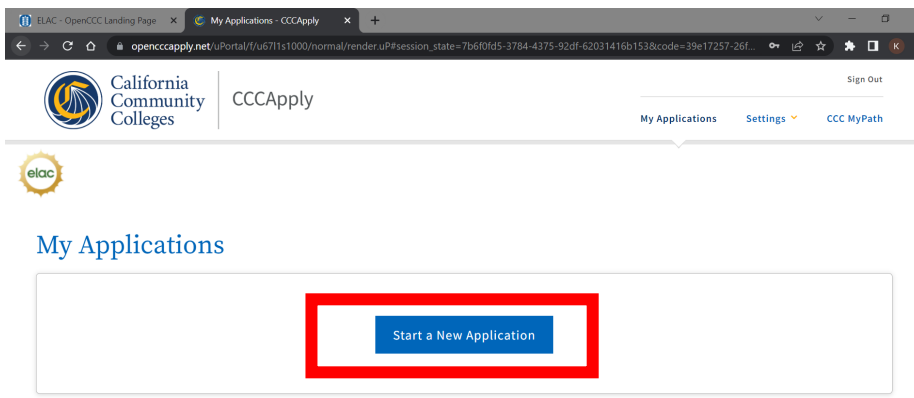 ELAC - OpenCCC Landing Page
My Applications - CCCApply
opencccapply.net/uPortal/f/u67l1s1000/normal/render.uP#session_state=7b6f0fd5-3784-4375-92df-62031416b153&code=39e17257-26f...
K
California
Community
Colleges
CCCApply
Sign Out
My Applications Settings CCC MyPath
elac
My Applications
Start a New Application